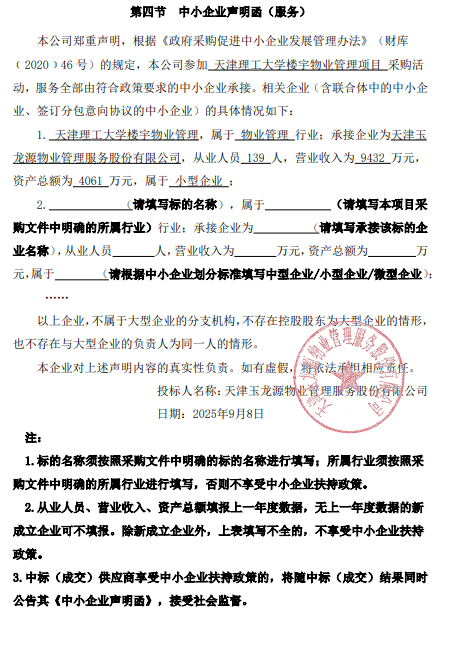 第四节 中小企业声明函（服务）
本公司郑重声明，根据《政府采购促进中小企业发展管理办法》（财库
﹝2020﹞46 号）的规定，本公司参加 天津理工大学楼宇物业管理项目 采购活
动，服务全部由符合政策要求的中小企业承接。相关企业（含联合体中的中小企
业、签订分包意向协议的中小企业）的具体情况如下：
1. 天津理工大学楼宇物业管理，属于 物业管理 行业；承接企业为天津玉
龙源物业管理服务股份有限公司，从业人员 139 人，营业收入为 9432 万元，
资产总额为 4061 万元，属于 小型企业 ；
2. （请填写标的名称），属于 （请填写本项目采
购文件中明确的所属行业）行业；承接企业为 （请填写承接该标的企
业名称），从业人员 人，营业收入为 万元，资产总额为 万
元，属于 （请根据中小企业划分标准填写中型企业/小型企业/微型企业）；
……
以上企业，不属于大型企业的分支机构，不存在控股股东为大型企业的情形，
也不存在与大型企业的负责人为同一人的情形。
本企业对上述声明内容的真实性负责。如有虚假，将依法承担相应责任。
投标人名称：天津玉龙源物业管理服务股份有限公司
日期：2025年9月8日
天津玉龙源物业管理服务股份有限公司
注：
1.标的名称须按照采购文件中明确的标的名称进行填写；所属行业须按照采
购文件中明确的所属行业进行填写，否则不享受中小企业扶持政策。
2.从业人员、营业收入、资产总额填报上一年度数据，无上一年度数据的新
成立企业可不填报。除新成立企业外，上表填写不全的，不享受中小企业扶持
政策。
3.中标（成交）供应商享受中小企业扶持政策的，将随中标（成交）结果同时
公告其《中小企业声明函》，接受社会监督。